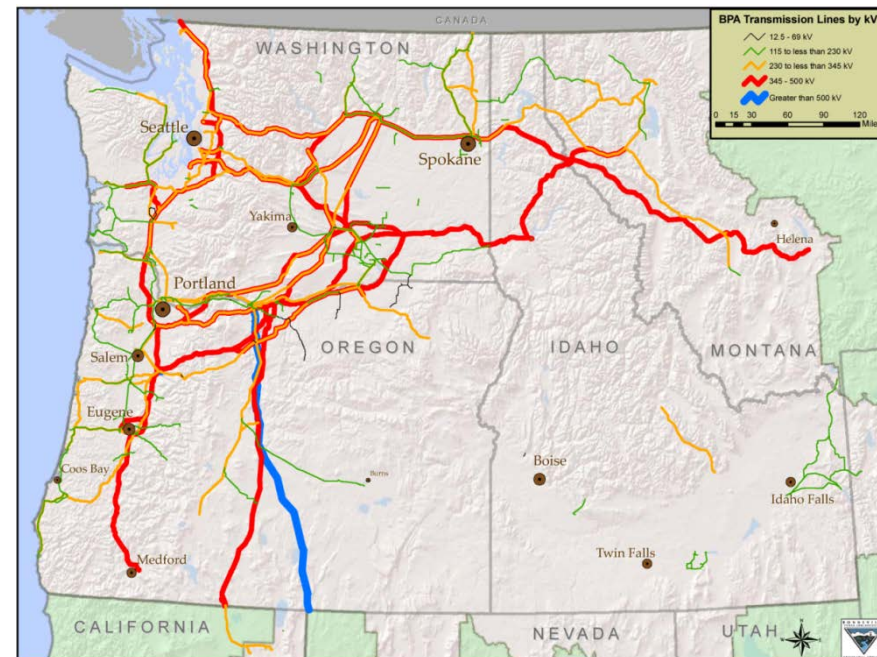 CANADA
BPA Transmission Lines by kV
12.5 - 69 kV
115 to less than 230 kV
230 to less than 345 kV
345 - 500 kV
Greater than 500 kV
0 15 30 60 90 120
Mile
WASHINGTON
Seattle
Spokane
Yakima
Helena
Portland
OREGON
IDAHO
MONTANA
Salem
Eugene
Coos Bay
Burns
Boise
Idaho Falls
Medford
Twin Falls
CALIFORNIA
NEVADA
UTAH